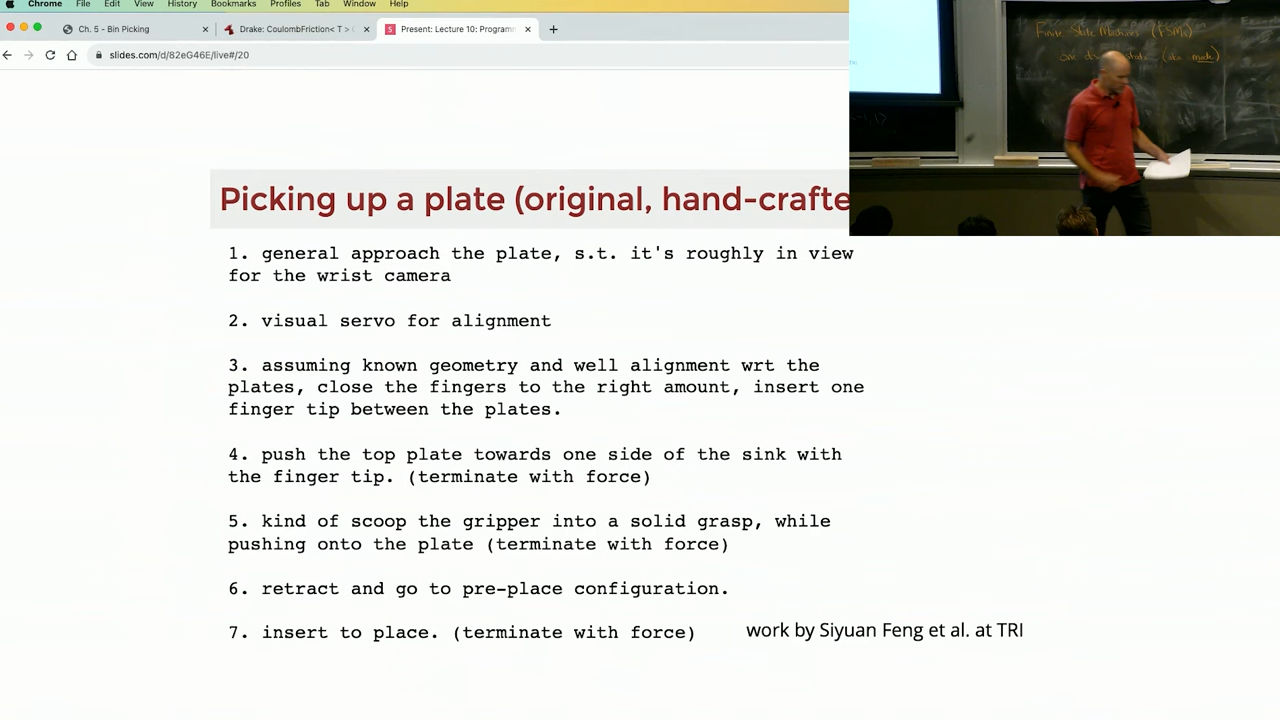 Chrome File Edit View History Bookmarks Profiles Tab Window Help
Ch. 5 - Bin Picking
Drake: CoulombFriction< T >
Present: Lecture 10: Programm
slides.com/d/82eG46E/live#/20
Finite State Machines (FSMs)
(aka mode)
Picking up a plate (original, hand-crafte
1. general approach the plate, s.t. it's roughly in view
for the wrist camera
2. visual servo for alignment
3. assuming known geometry and well alignment wrt the
plates, close the fingers to the right amount, insert one
finger tip between the plates.
4. push the top plate towards one side of the sink with
the finger tip. (terminate with force)
5. kind of scoop the gripper into a solid grasp, while
pushing onto the plate (terminate with force)
6. retract and go to pre-place configuration.
7. insert to place. (terminate with force)
work by Siyuan Feng et al. at TRI